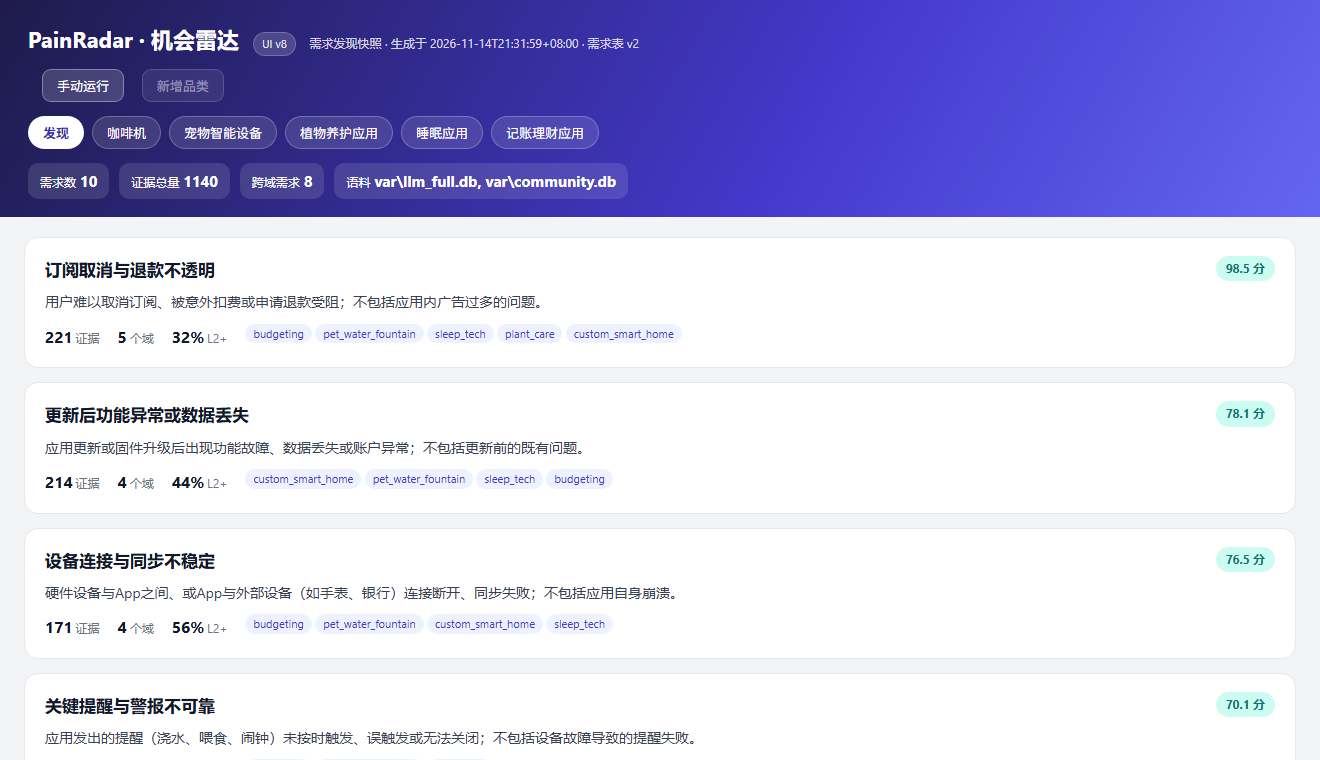 PainRadar · 机会雷达 UI v8 需求发现快照 · 生成于 2026-11-14T21:31:59+08:00 · 需求表 v2
手动运行 新增品类
发现 咖啡机 宠物智能设备 植物养护应用 睡眠应用 记账理财应用
需求数 10 证据总量 1140 跨域需求 8 语料 var\llm_full.db, var\community.db
订阅取消与退款不透明 98.5 分
用户难以取消订阅、被意外扣费或申请退款受阻；不包括应用内广告过多的问题。
221 证据 5 个域 32% L2+ budgeting pet_water_fountain sleep_tech plant_care custom_smart_home
更新后功能异常或数据丢失 78.1 分
应用更新或固件升级后出现功能故障、数据丢失或账户异常；不包括更新前的既有问题。
214 证据 4 个域 44% L2+ custom_smart_home pet_water_fountain sleep_tech budgeting
设备连接与同步不稳定 76.5 分
硬件设备与App之间、或App与外部设备（如手表、银行）连接断开、同步失败；不包括应用自身崩溃。
171 证据 4 个域 56% L2+ budgeting pet_water_fountain custom_smart_home sleep_tech
关键提醒与警报不可靠 70.1 分
应用发出的提醒（浇水、喂食、闹钟）未按时触发、误触发或无法关闭；不包括设备故障导致的提醒失败。